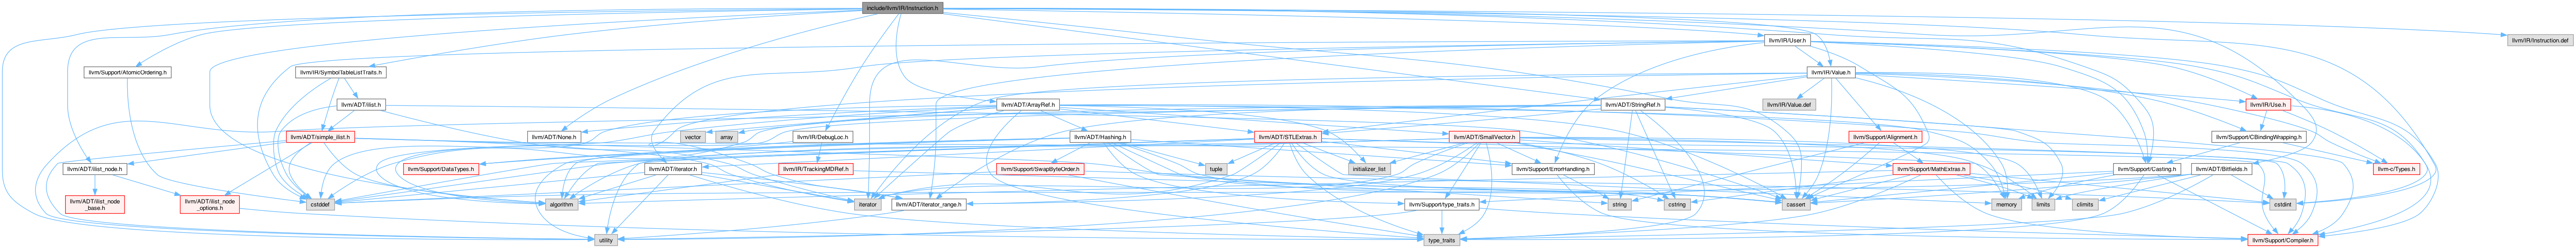 include/llvm/IR/Instruction.h
llvm/IR/User.h
llvm/IR/Instruction.def
llvm/Support/AtomicOrdering.h
llvm/IR/SymbolTableListTraits.h
llvm/IR/Value.h
llvm/ADT/ilist.h
llvm/ADT/ArrayRef.h
llvm/ADT/StringRef.h
llvm/IR/Value.def
llvm/IR/Use.h
llvm/ADT/simple_ilist.h
llvm/ADT/None.h
vector
array
llvm/IR/DebugLoc.h
llvm/ADT/Hashing.h
llvm/ADT/STLExtras.h
llvm/ADT/SmallVector.h
llvm/Support/Alignment.h
llvm/Support/CBindingWrapping.h
llvm/ADT/ilist_node.h
llvm/Support/DataTypes.h
llvm/ADT/iterator.h
llvm/IR/TrackingMDRef.h
llvm/Support/SwapByteOrder.h
tuple
initializer_list
llvm/Support/ErrorHandling.h
llvm/Support/MathExtras.h
llvm/Support/Casting.h
llvm/ADT/Bitfields.h
llvm-c/Types.h
llvm/ADT/ilist_node
_base.h
llvm/ADT/ilist_node
_options.h
cstddef
algorithm
iterator
llvm/ADT/iterator_range.h
llvm/Support/type_traits.h
string
cstring
cassert
memory
limits
climits
cstdint
utility
type_traits
llvm/Support/Compiler.h